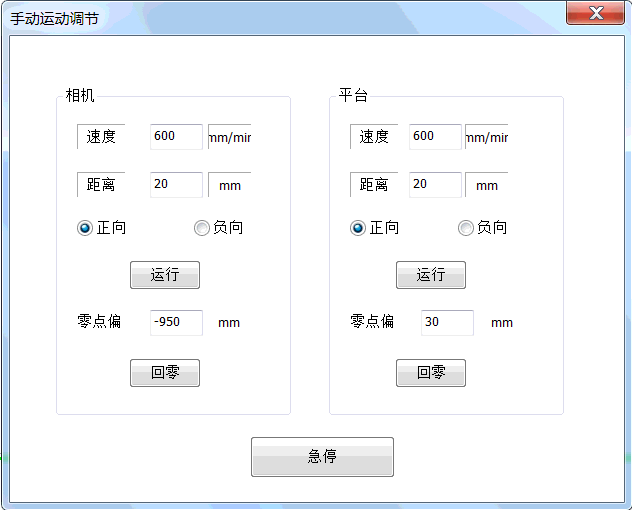 手动运动调节
相机
速度 600 mm/min
距离 20 mm
正向 负向
运行
零点偏 -950 mm
回零
平台
速度 600 mm/min
距离 20 mm
正向 负向
运行
零点偏 30 mm
回零
急停